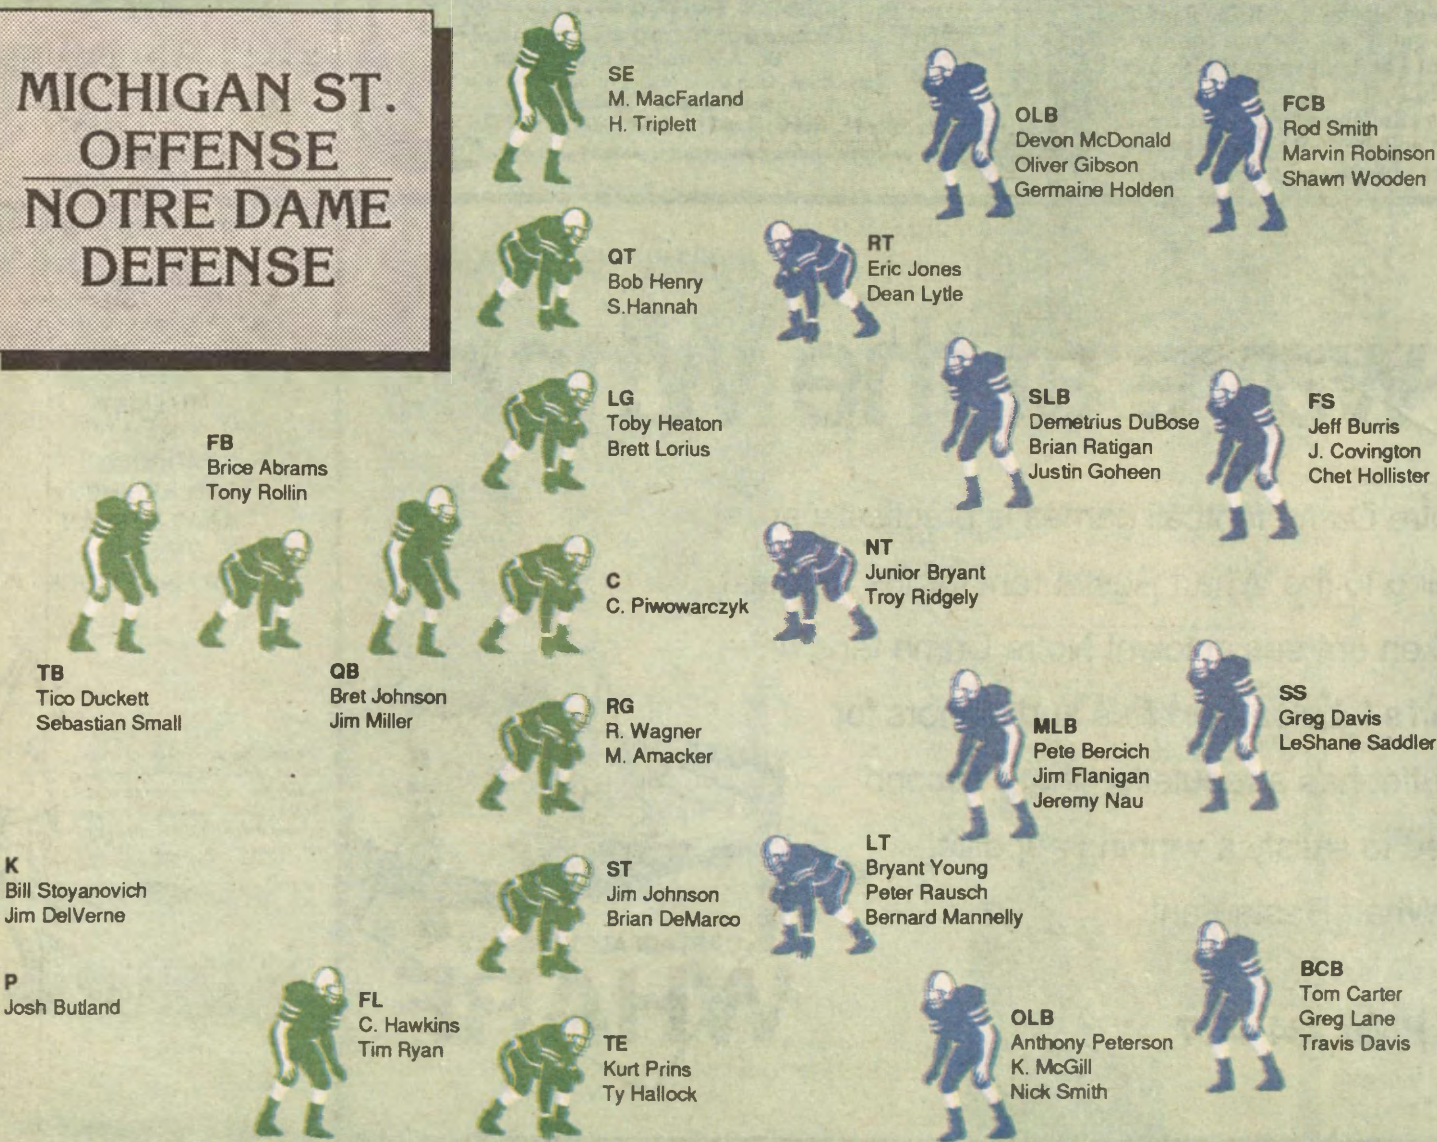 MICHIGAN ST.
OFFENSE
NOTRE DAME
DEFENSE
SE
M. MacFarland
H. Triplett
OLB
Devon McDonald
Oliver Gibson
Germaine Holden
FCB
Rod Smith
Marvin Robinson
Shawn Wooden
QT
Bob Henry
S.Hannah
RT
Eric Jones
Dean Lytle
LG
Toby Heaton
Brett Lorius
SLB
Demetrius DuBose
Brian Ratigan
Justin Goheen
FS
Jeff Burris
J. Covington
Chet Hollister
FB
Brice Abrams
Tony Rollin
C
C. Piwowarczyk
NT
Junior Bryant
Troy Ridgely
TB
Tico Duckett
Sebastian Small
QB
Bret Johnson
Jim Miller
RG
R. Wagner
M. Amacker
MLB
Pete Bercich
Jim Flanigan
Jeremy Nau
SS
Greg Davis
LeShane Saddler
K
Bill Stoyanovich
Jim DelVerne
ST
Jim Johnson
Brian DeMarco
LT
Bryant Young
Peter Rausch
Bernard Mannelly
P
Josh Butland
FL
C. Hawkins
Tim Ryan
TE
Kurt Prins
Ty Hallock
OLB
Anthony Peterson
K. McGill
Nick Smith
BCB
Tom Carter
Greg Lane
Travis Davis